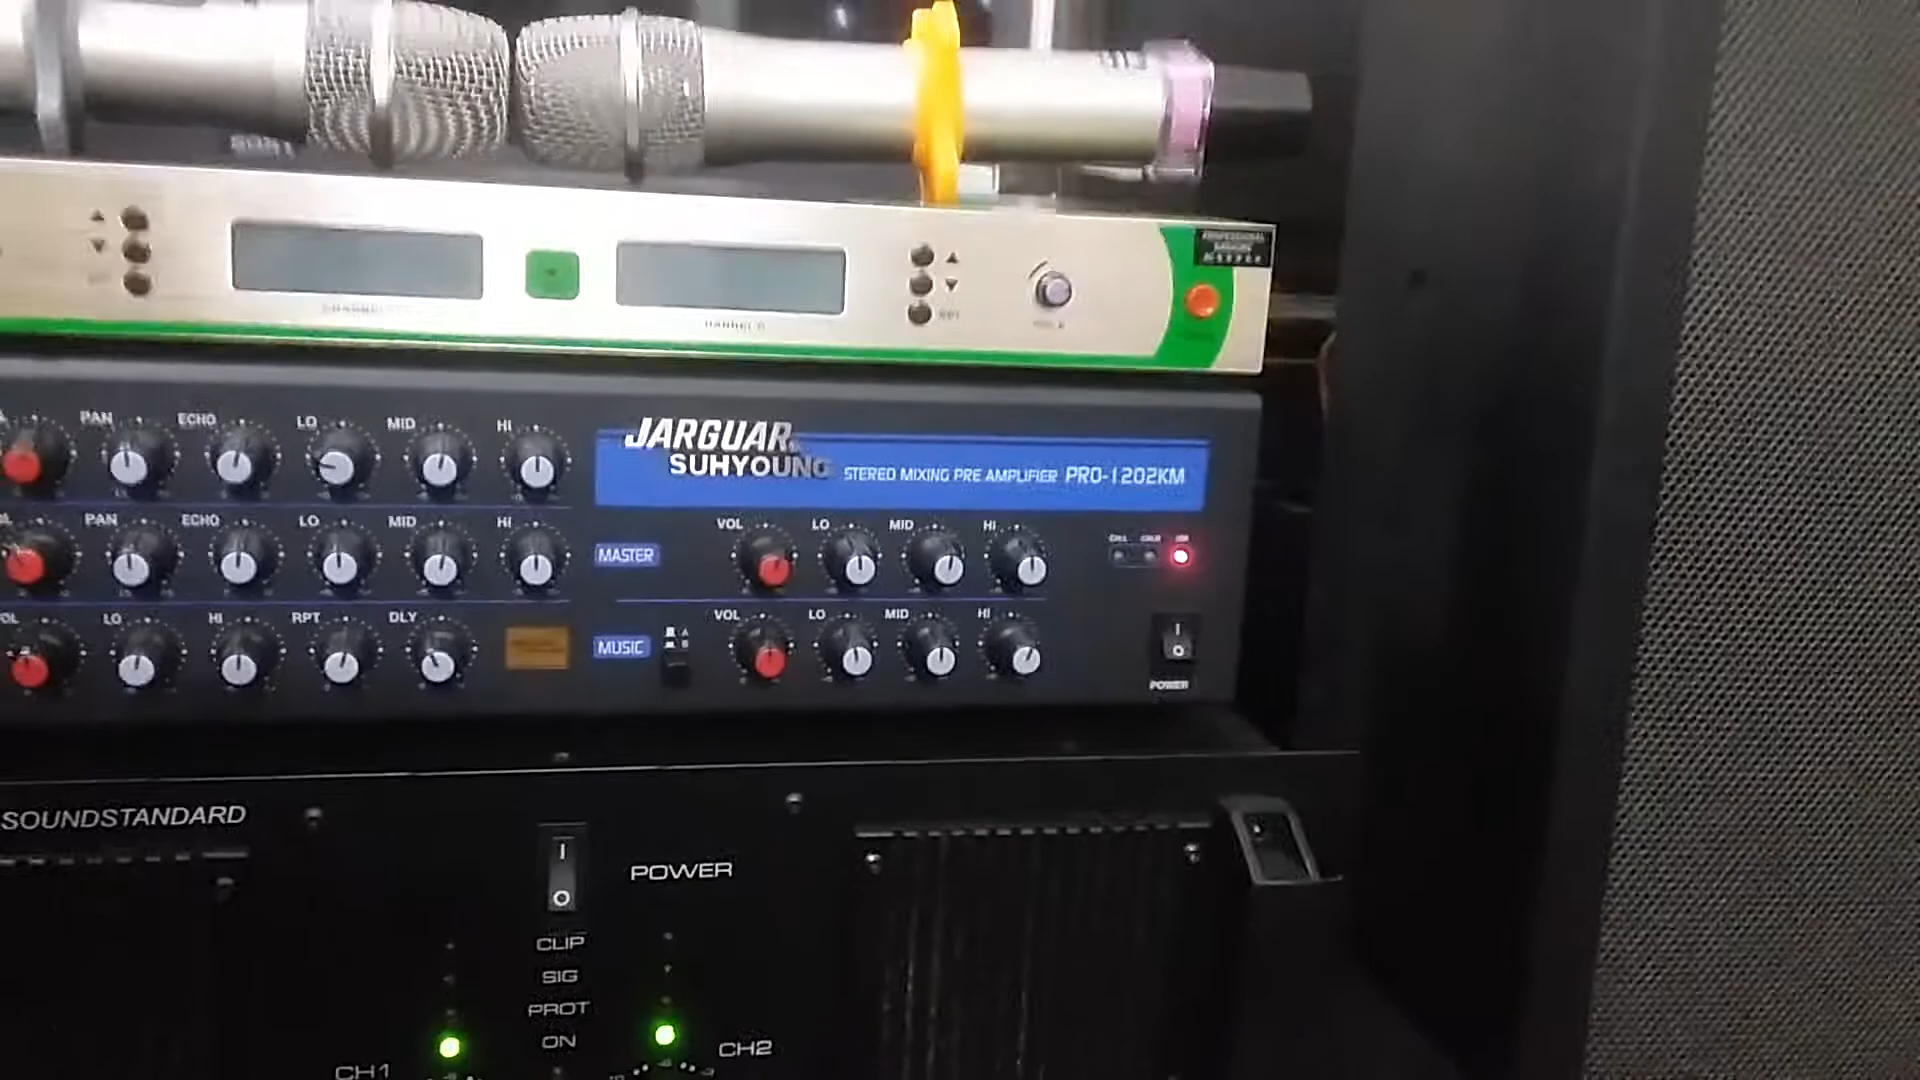 PAN ECHO LO MID HI
JARGUAR
SUHYOUNG
STEREO MIXING PRE AMPLIFIER PRO-1202KM
PAN ECHO LO MID HI
MASTER
VOL LO MID HI
LO HI RPT DLY
MUSIC
A
B
VOL LO MID HI
I
O
POWER
SOUNDSTANDARD
I
O
POWER
CLIP
SIG
PROT
ON
CH1
CH2